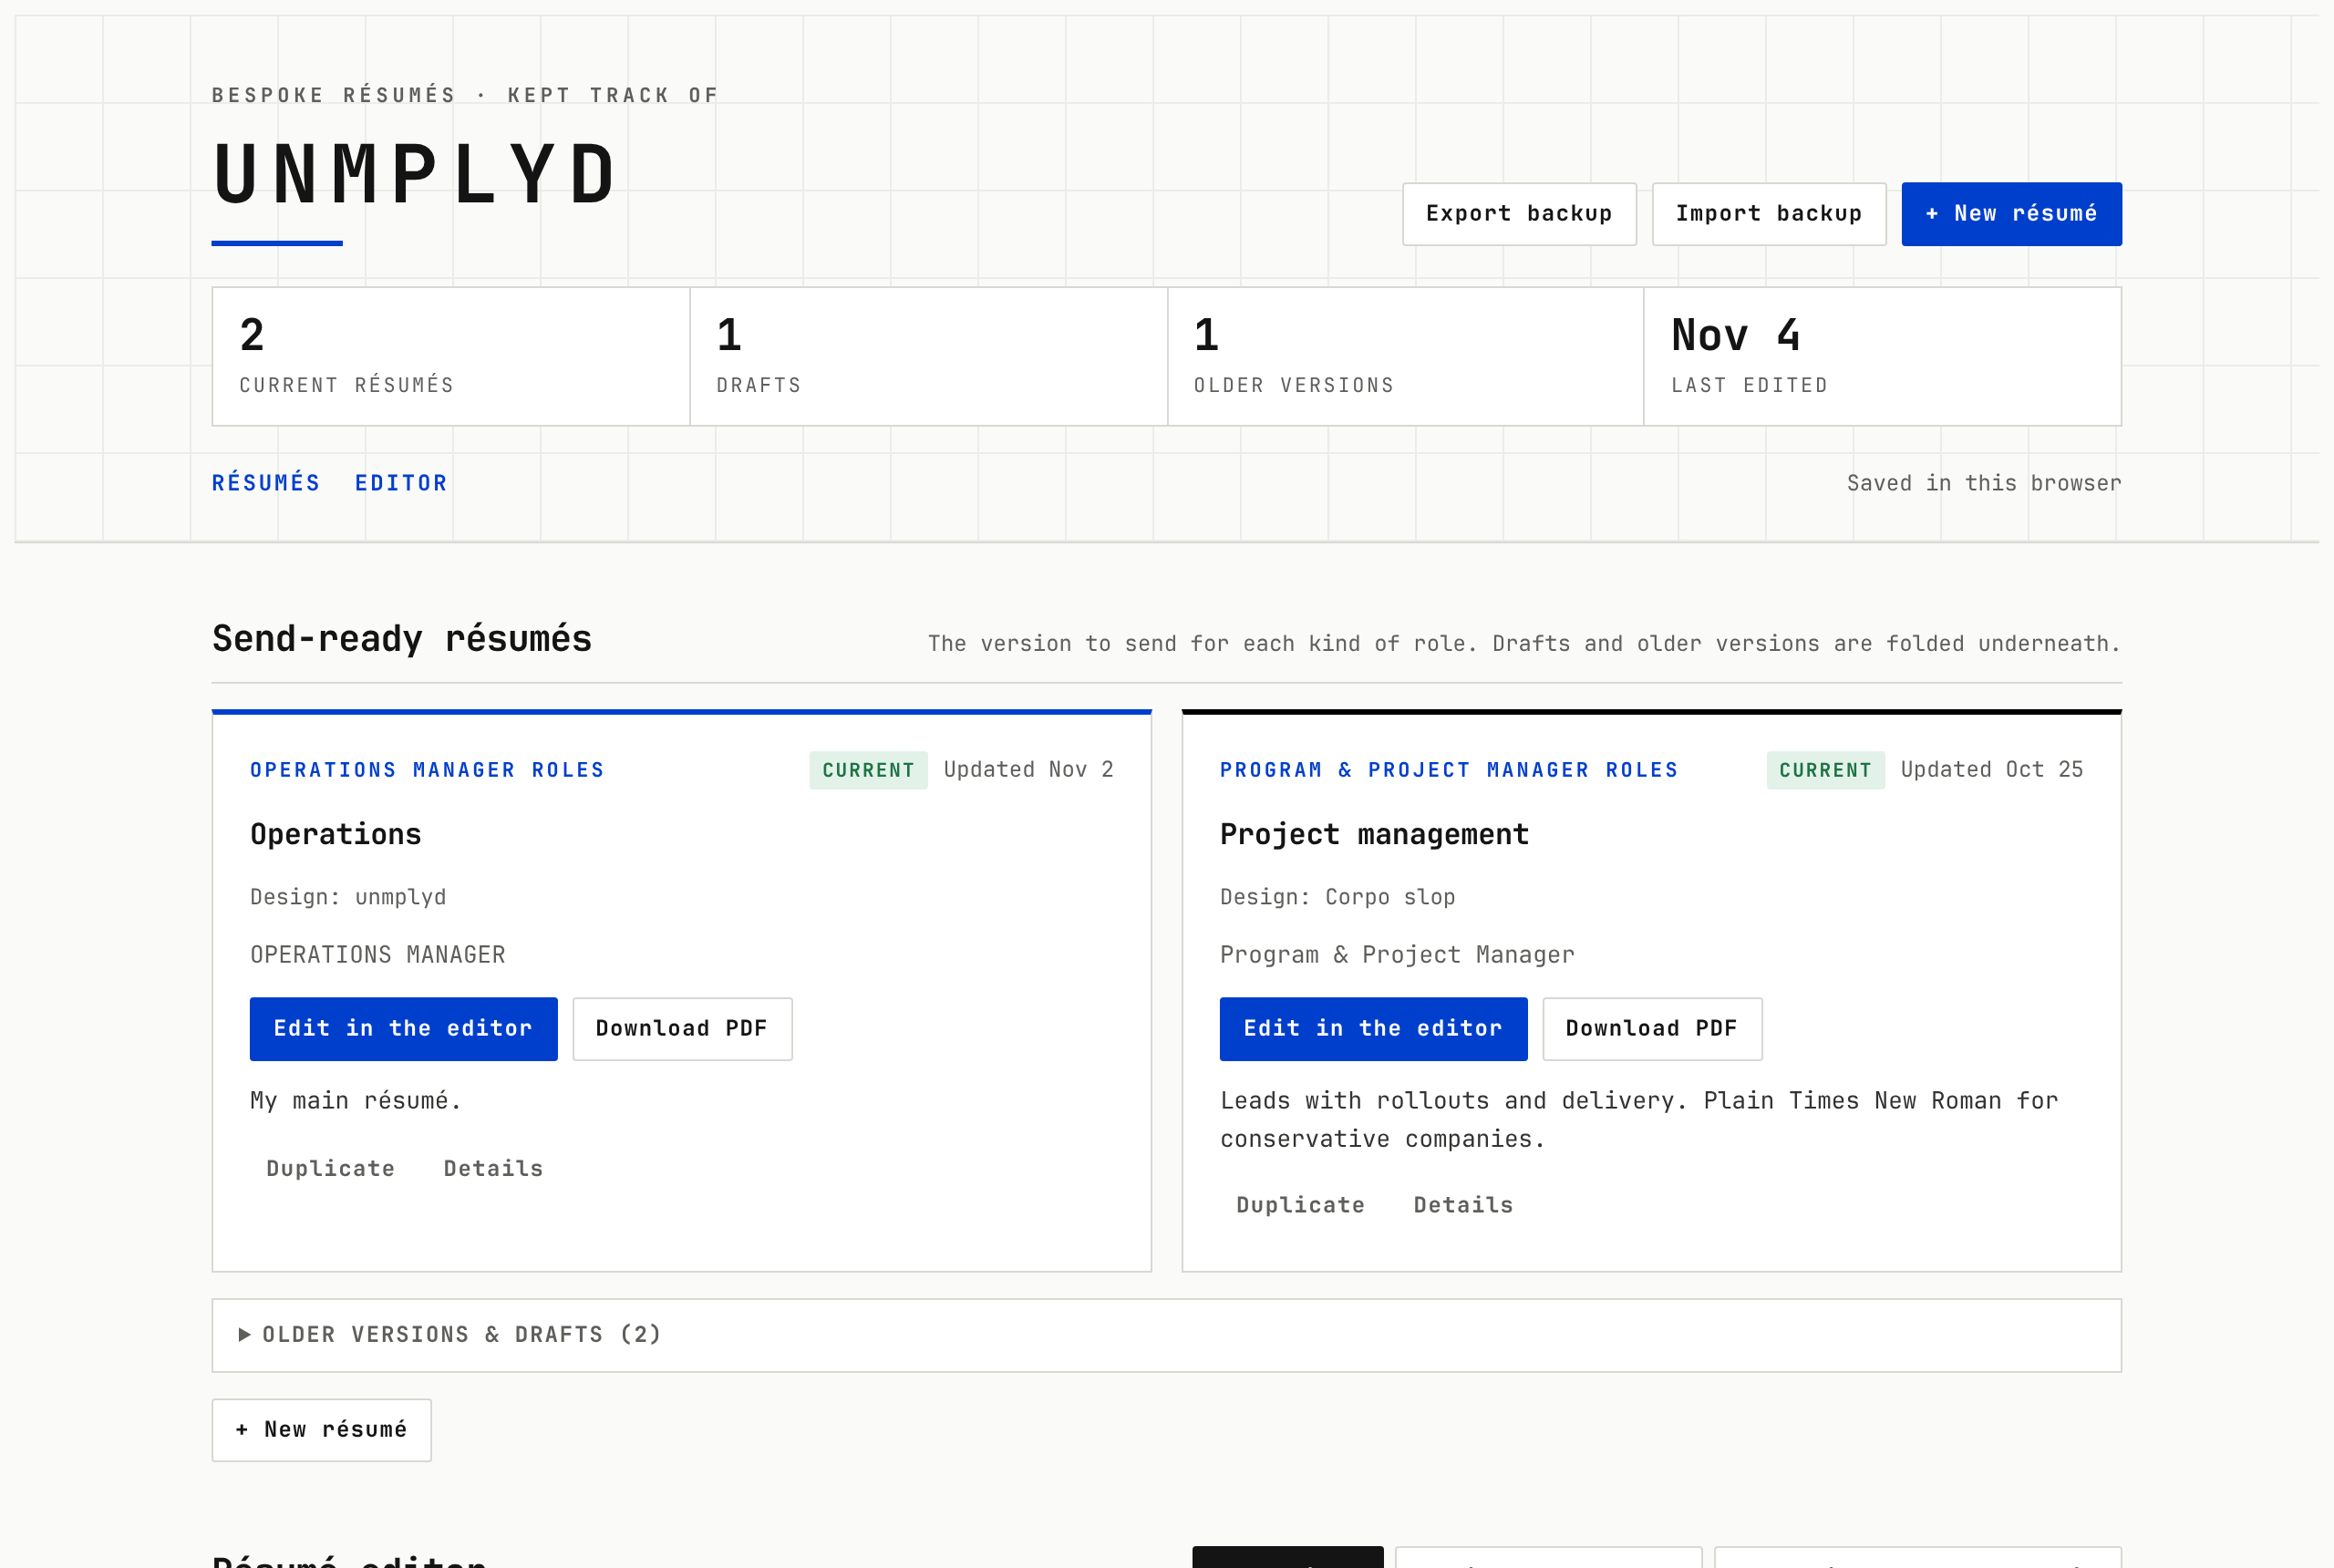 BESPOKE RÉSUMÉS · KEPT TRACK OF
UNMPLYD
Export backup
Import backup
+ New résumé
2
CURRENT RÉSUMÉS
1
DRAFTS
1
OLDER VERSIONS
Nov 4
LAST EDITED
RÉSUMÉS
EDITOR
Saved in this browser
Send-ready résumés
The version to send for each kind of role. Drafts and older versions are folded underneath.
OPERATIONS MANAGER ROLES
CURRENT
Updated Nov 2
Operations
Design: unmplyd
OPERATIONS MANAGER
Edit in the editor
Download PDF
My main résumé.
Duplicate
Details
PROGRAM & PROJECT MANAGER ROLES
CURRENT
Updated Oct 25
Project management
Design: Corpo slop
Program & Project Manager
Edit in the editor
Download PDF
Leads with rollouts and delivery. Plain Times New Roman for
conservative companies.
Duplicate
Details
OLDER VERSIONS & DRAFTS (2)
+ New résumé
Résumé editor